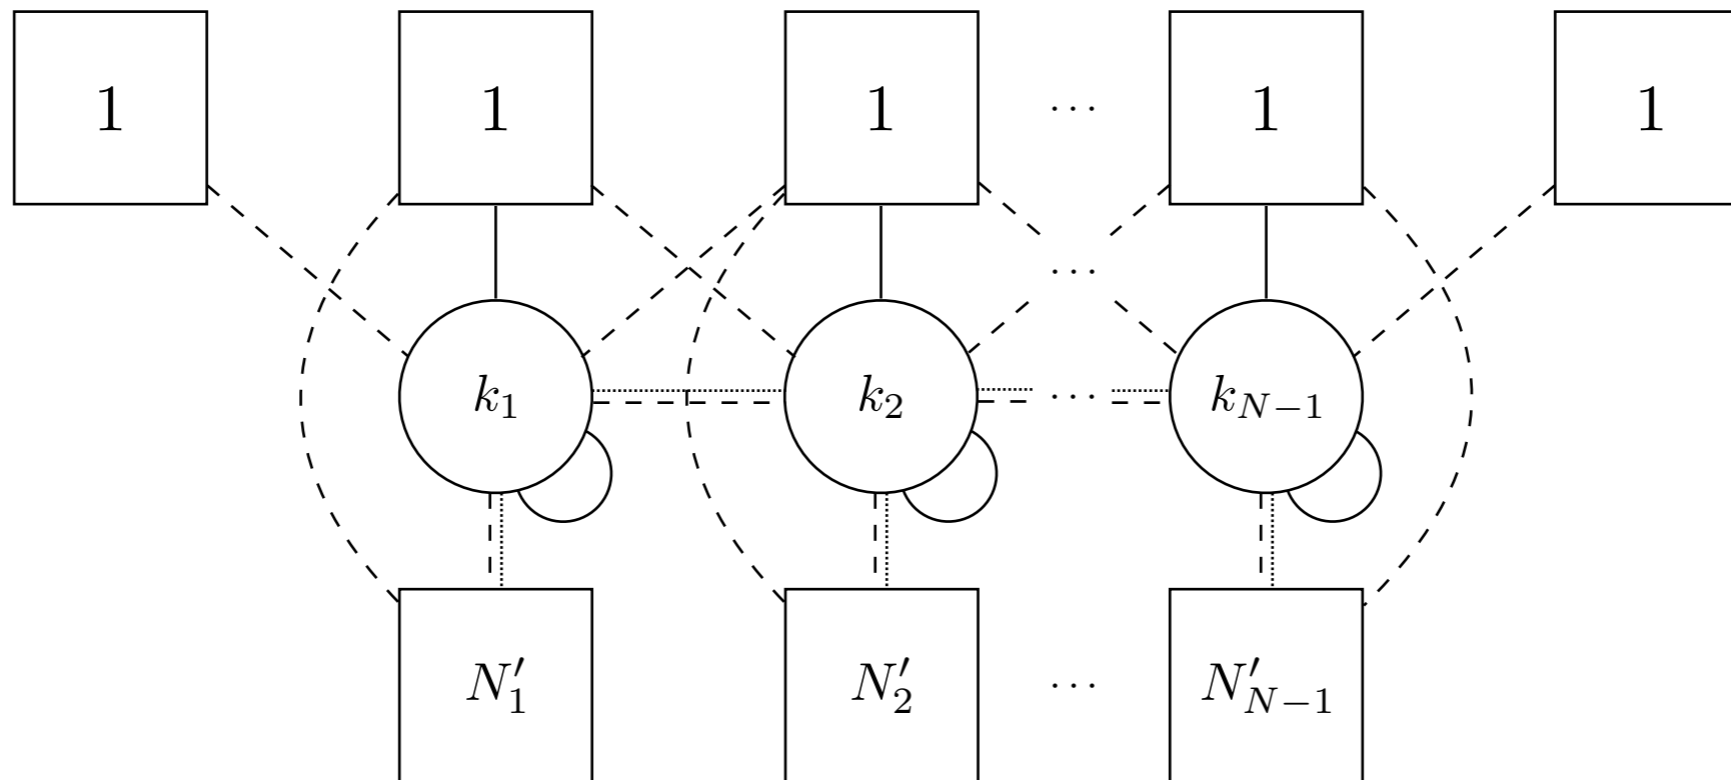 1 1 1 ⋯ 1 1
⋯
k₁ k₂ ⋯ k_{N−1}
N′₁ N′₂ ⋯ N′_{N−1}